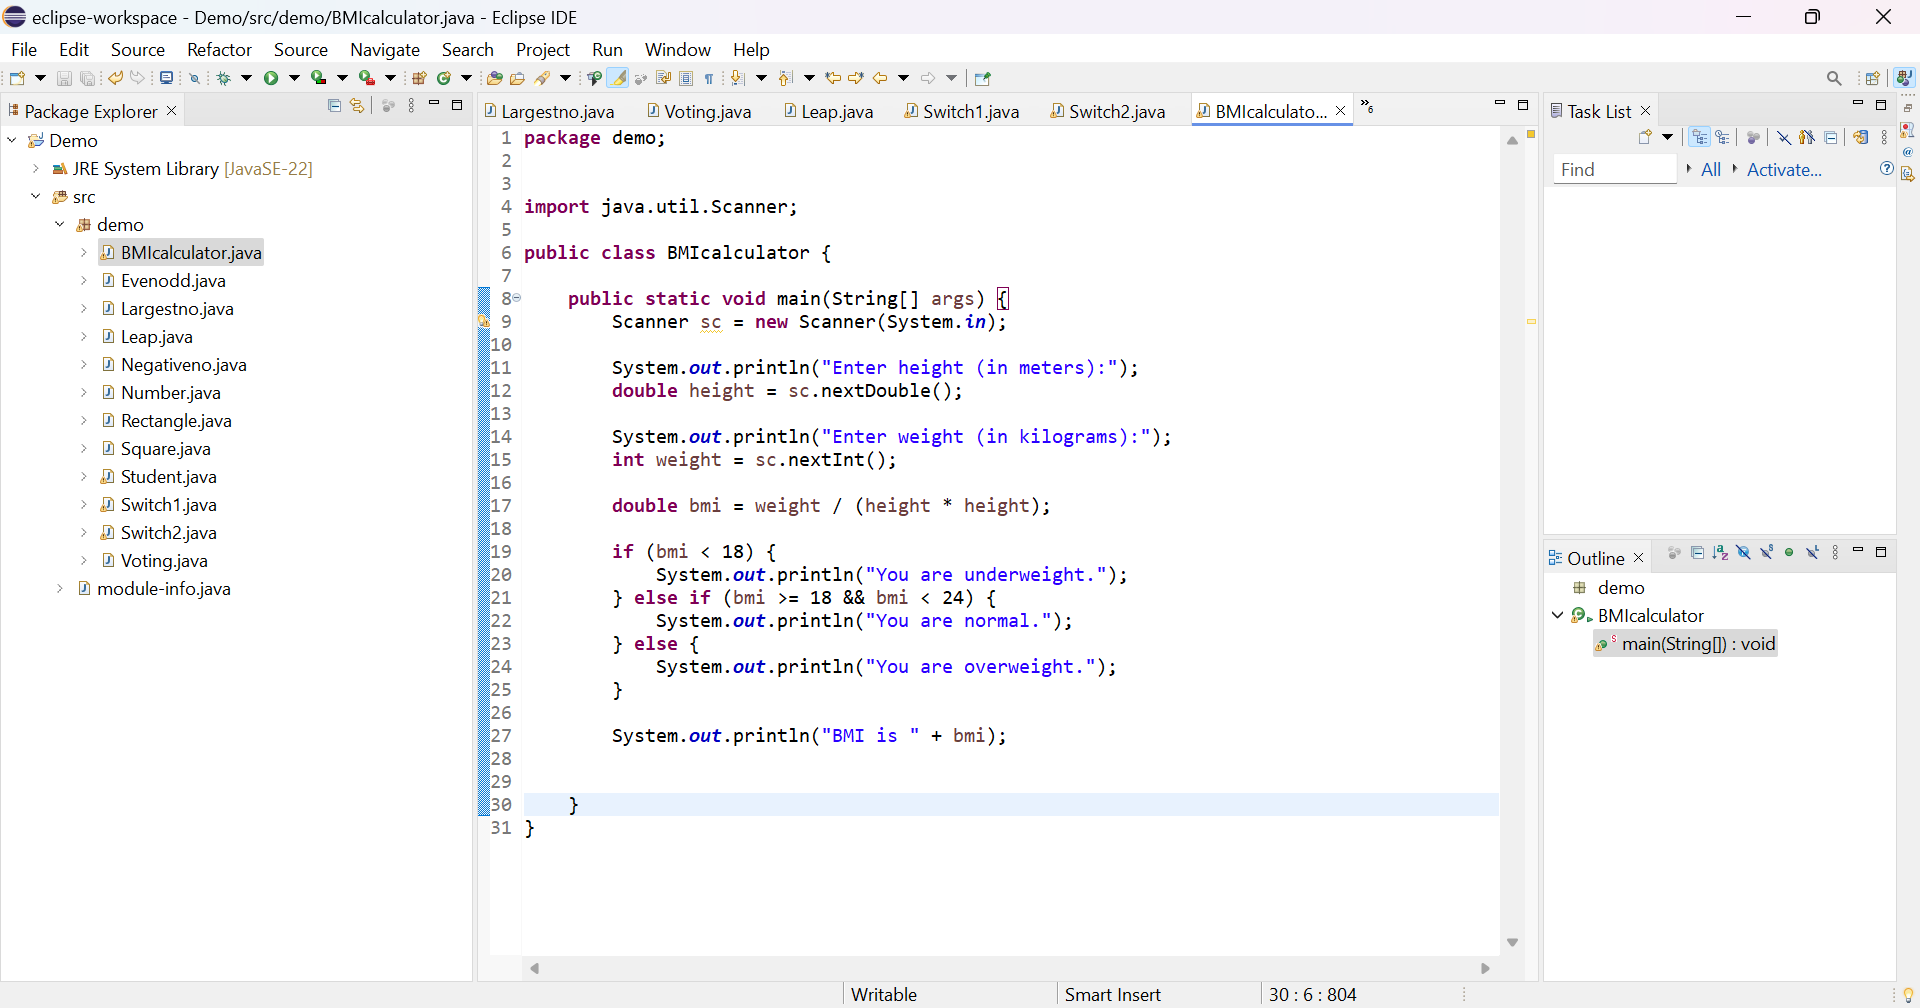 eclipse-workspace - Demo/src/demo/BMIcalculator.java - Eclipse IDE
File Edit Source Refactor Source Navigate Search Project Run Window Help
Package Explorer
Demo
JRE System Library [JavaSE-22]
src
demo
BMIcalculator.java
Evenodd.java
Largestno.java
Leap.java
Negativeno.java
Number.java
Rectangle.java
Square.java
Student.java
Switch1.java
Switch2.java
Voting.java
module-info.java
Largestno.java Voting.java Leap.java Switch1.java Switch2.java BMIcalculato... »6
1 package demo;
2
3
4 import java.util.Scanner;
5
6 public class BMIcalculator {
7
8 public static void main(String[] args) {
9 Scanner sc = new Scanner(System.in);
10
11 System.out.println("Enter height (in meters):");
12 double height = sc.nextDouble();
13
14 System.out.println("Enter weight (in kilograms):");
15 int weight = sc.nextInt();
16
17 double bmi = weight / (height * height);
18
19 if (bmi < 18) {
20 System.out.println("You are underweight.");
21 } else if (bmi >= 18 && bmi < 24) {
22 System.out.println("You are normal.");
23 } else {
24 System.out.println("You are overweight.");
25 }
26
27 System.out.println("BMI is " + bmi);
28
29
30 }
31 }
Task List
Find All Activate...
Outline
demo
BMIcalculator
main(String[]) : void
Writable Smart Insert 30 : 6 : 804